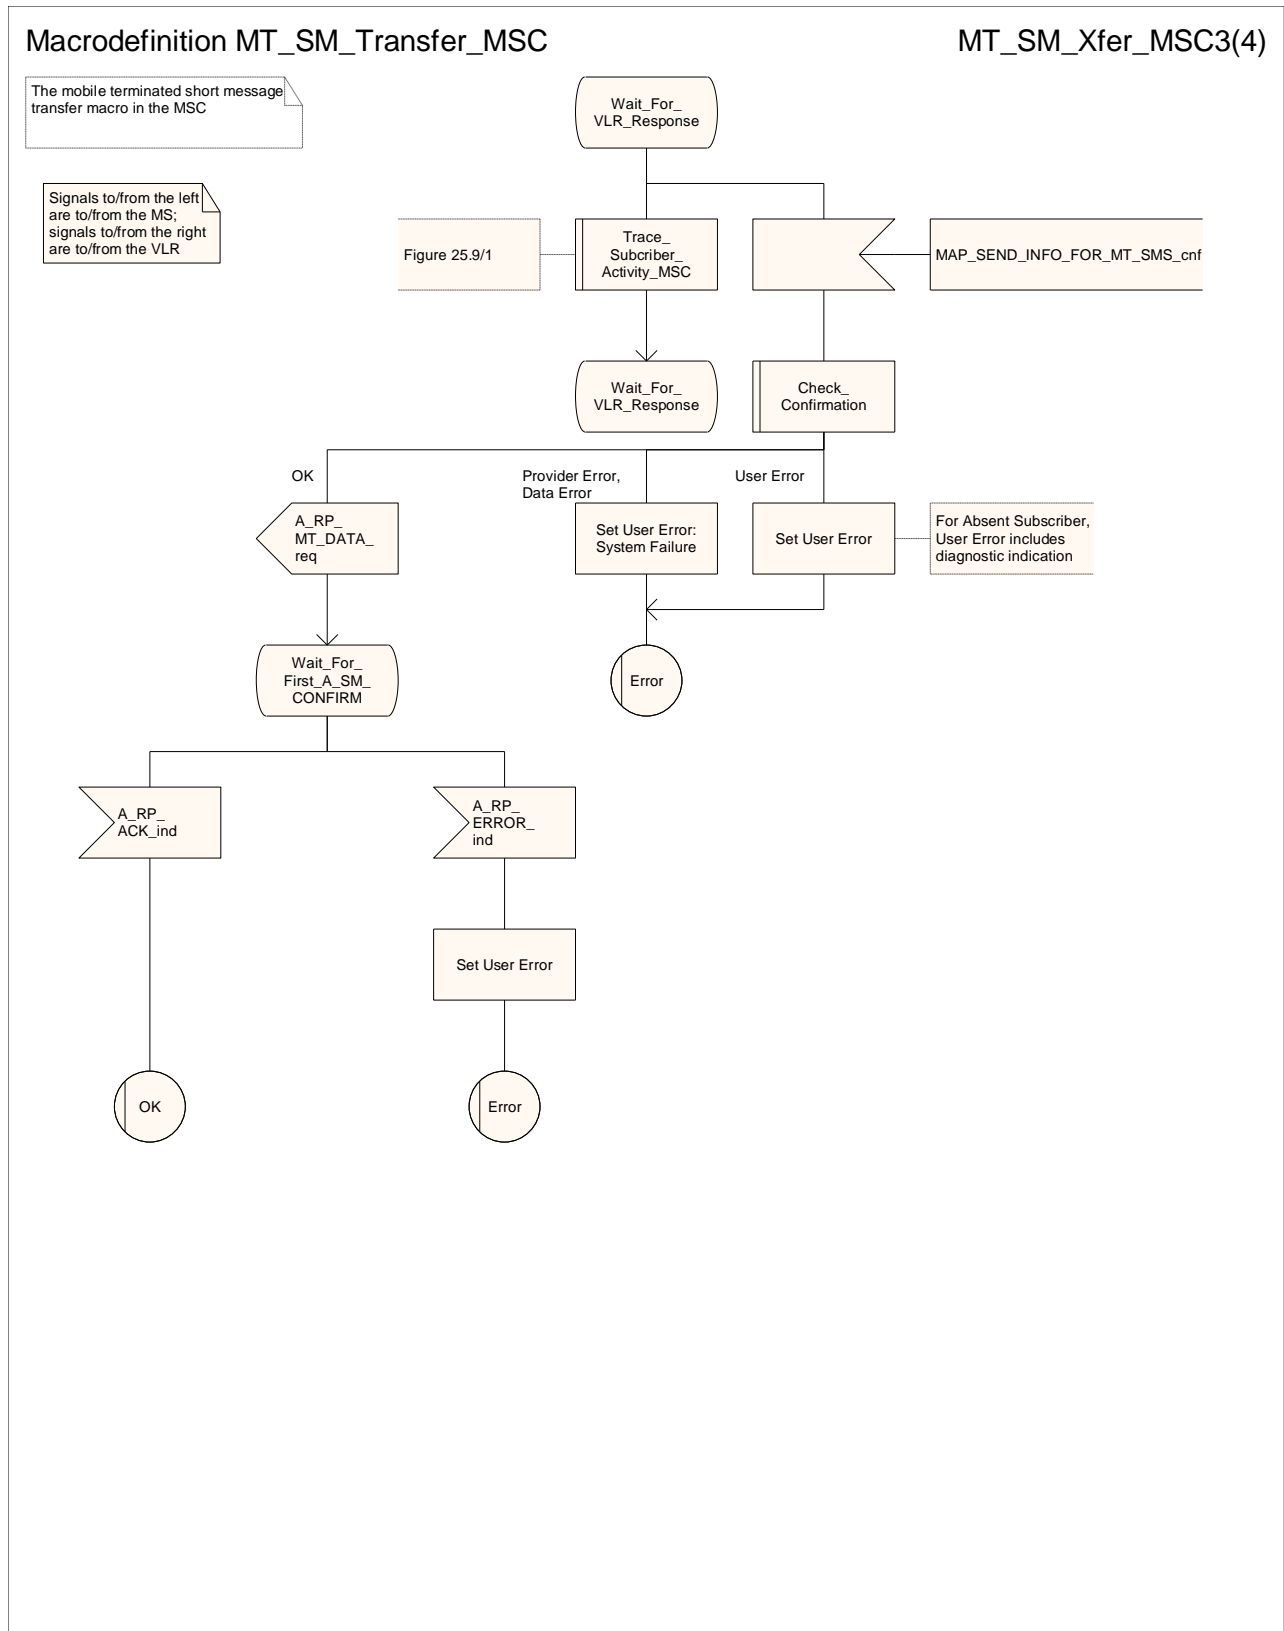 Macrodefinition MT_SM_Transfer_MSC
MT_SM_Xfer_MSC3(4)
The mobile terminated short message
transfer macro in the MSC
Wait_For_
VLR_Response
Signals to/from the left
are to/from the MS;
signals to/from the right
are to/from the VLR
Figure 25.9/1
Trace_
Subcriber_
Activity_MSC
MAP_SEND_INFO_FOR_MT_SMS_cnf
Wait_For_
VLR_Response
Check_
Confirmation
OK
Provider Error,
Data Error
User Error
A_RP_
MT_DATA_
req
Set User Error:
System Failure
Set User Error
For Absent Subscriber,
User Error includes
diagnostic indication
Wait_For_
First_A_SM_
CONFIRM
Error
A_RP_
ACK_ind
A_RP_
ERROR_
ind
Set User Error
OK
Error